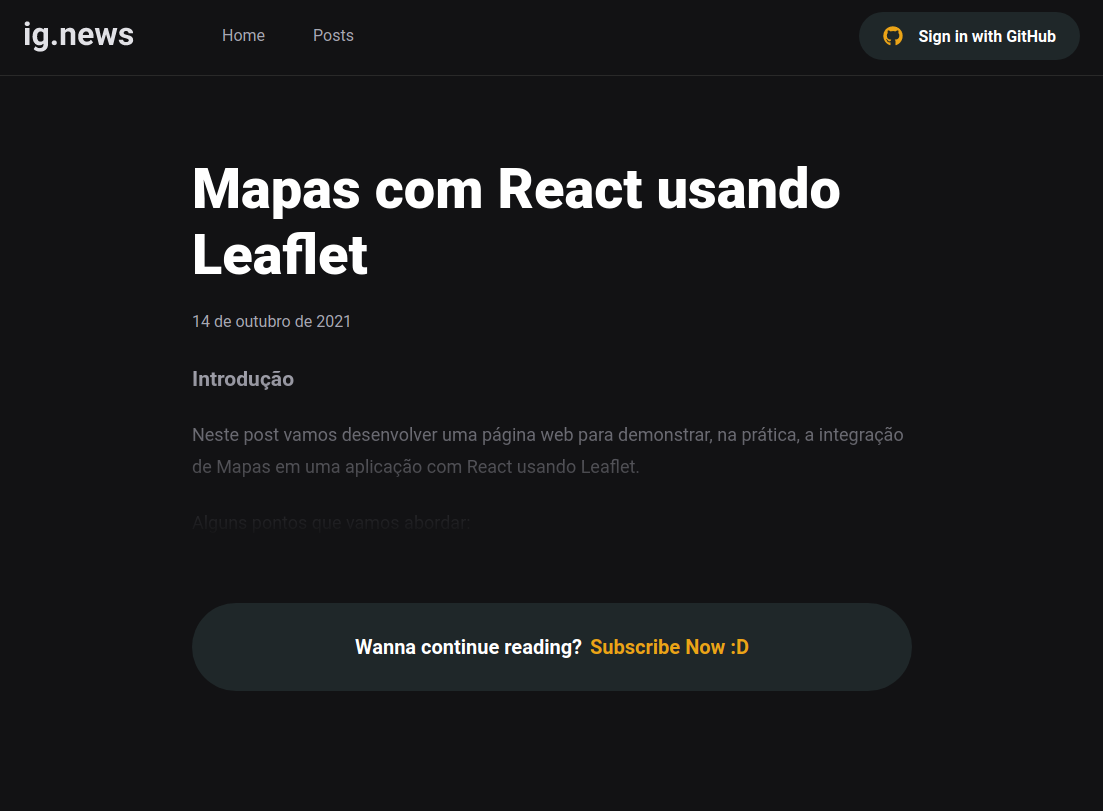 ig.news
Home
Posts
Sign in with GitHub
Mapas com React usando
Leaflet
14 de outubro de 2021
Introdução
Neste post vamos desenvolver uma página web para demonstrar, na prática, a integração
de Mapas em uma aplicação com React usando Leaflet.
Alguns pontos que vamos abordar:
Wanna continue reading? Subscribe Now :D